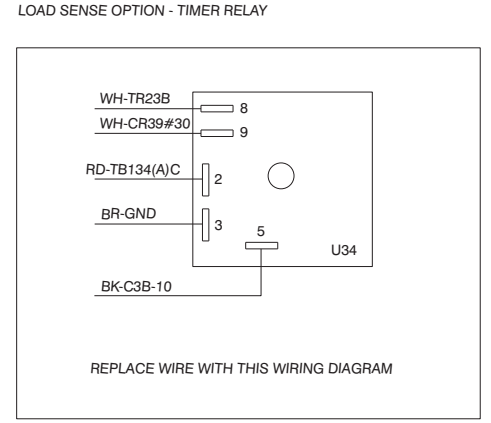 LOAD SENSE OPTION - TIMER RELAY
WH-TR23B
8
WH-CR39#30
9
RD-TB134(A)C
2
BR-GND
3
5
U34
BK-C3B-10
REPLACE WIRE WITH THIS WIRING DIAGRAM